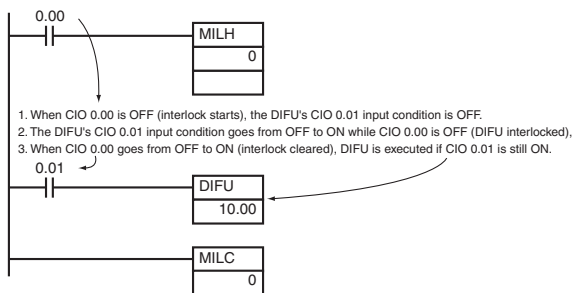 0.00
MILH
0
1. When CIO 0.00 is OFF (interlock starts), the DIFU's CIO 0.01 input condition is OFF.
2. The DIFU's CIO 0.01 input condition goes from OFF to ON while CIO 0.00 is OFF (DIFU interlocked),
3. When CIO 0.00 goes from OFF to ON (interlock cleared), DIFU is executed if CIO 0.01 is still ON.
0.01
DIFU
10.00
MILC
0